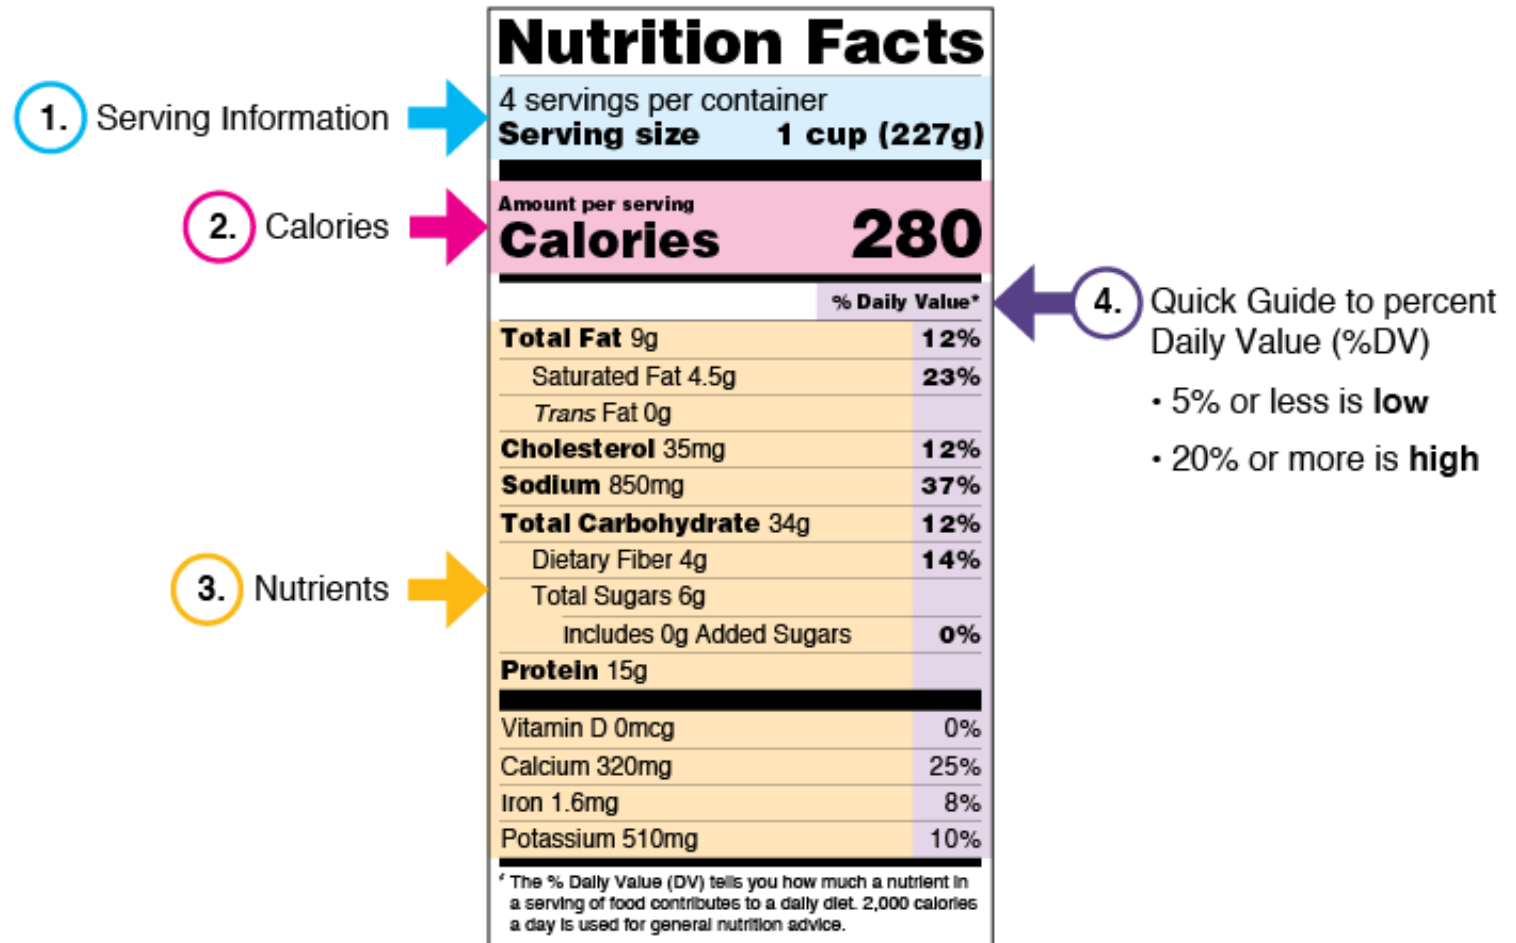 Nutrition Facts
1. Serving Information
4 servings per container
Serving size 1 cup (227g)
2. Calories
Amount per serving
Calories 280
% Daily Value*
4. Quick Guide to percent
Daily Value (%DV)
• 5% or less is low
• 20% or more is high
Total Fat 9g 12%
Saturated Fat 4.5g 23%
Trans Fat 0g
Cholesterol 35mg 12%
Sodium 850mg 37%
Total Carbohydrate 34g 12%
Dietary Fiber 4g 14%
3. Nutrients
Total Sugars 6g
Includes 0g Added Sugars 0%
Protein 15g
Vitamin D 0mcg 0%
Calcium 320mg 25%
Iron 1.6mg 8%
Potassium 510mg 10%
* The % Daily Value (DV) tells you how much a nutrient in
a serving of food contributes to a daily diet. 2,000 calories
a day is used for general nutrition advice.